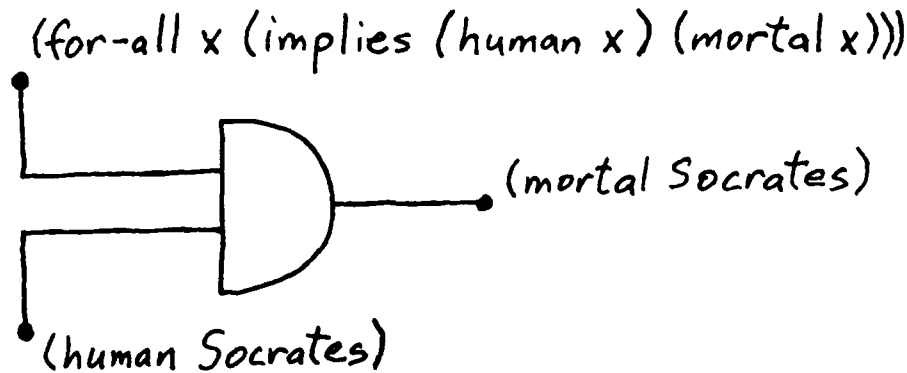 (for-all x (implies (human x) (mortal x)))
(mortal Socrates)
(human Socrates)